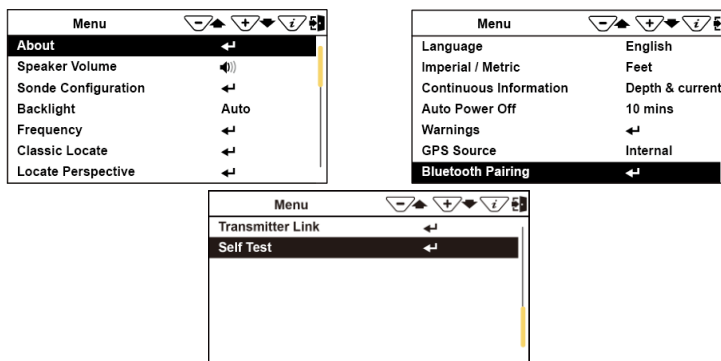 Menu
About
Speaker Volume
Sonde Configuration
Backlight Auto
Frequency
Classic Locate
Locate Perspective
Menu
Language English
Imperial / Metric Feet
Continuous Information Depth & current
Auto Power Off 10 mins
Warnings
GPS Source Internal
Bluetooth Pairing
Menu
Transmitter Link
Self Test